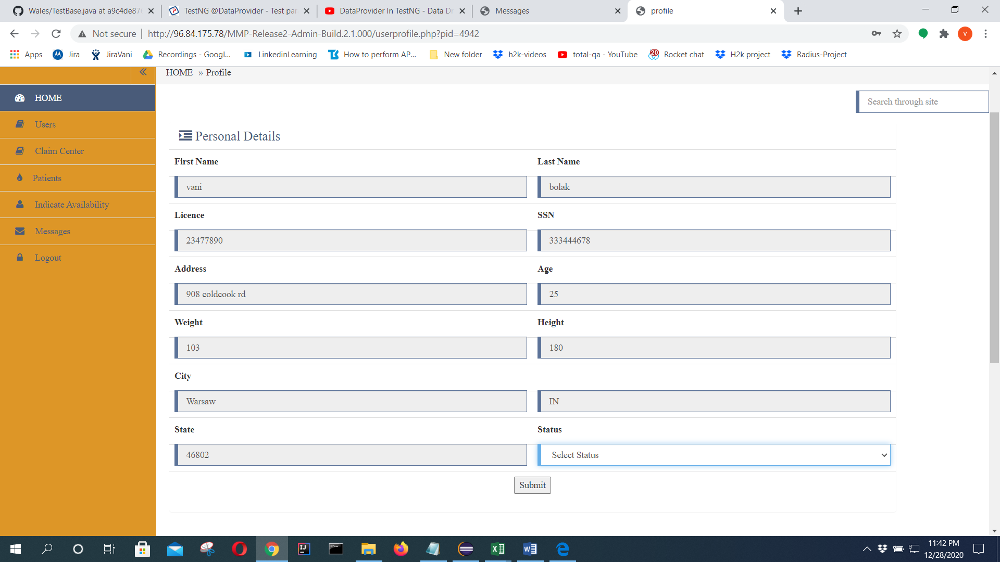 Wales/TestBase.java at a9c4de87
TestNG @DataProvider - Test par
DataProvider In TestNG - Data Dr
Messages
profile
Not secure
http://96.84.175.78/MMP-Release2-Admin-Build.2.1.000/userprofile.php?pid=4942
V
Apps
Jira
JiraVani
Recordings - Googl...
LinkedinLearning
How to perform AP...
New folder
h2k-videos
total-qa - YouTube
20
Rocket chat
H2k project
Radius-Project
HOME » Profile
HOME
Search through site
Users
Claim Center
Patients
Indicate Availability
Messages
Logout
Personal Details
First Name
Last Name
vani
bolak
Licence
SSN
23477890
333444678
Address
Age
908 coldcook rd
25
Weight
Height
103
180
City
Warsaw
IN
State
Status
46802
Select Status
Submit
11:42 PM
12/28/2020